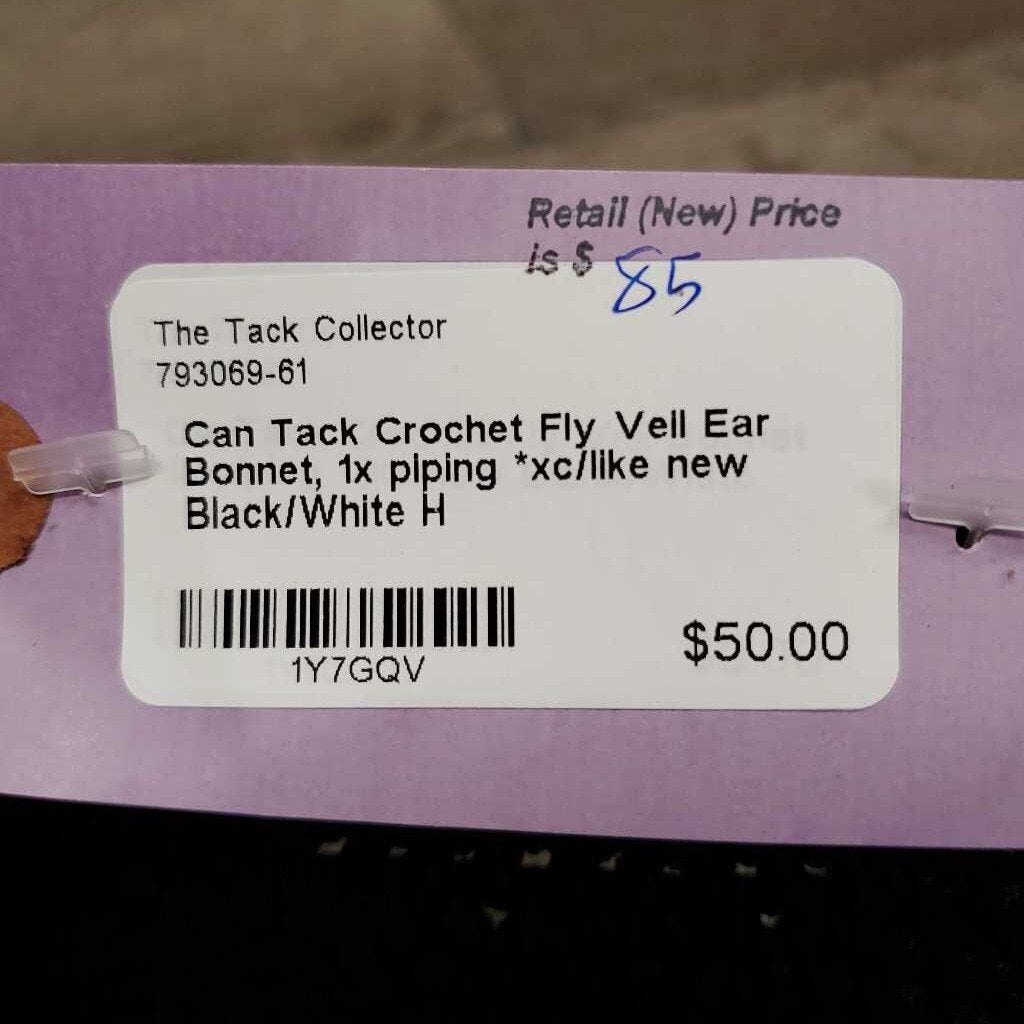 Retail (New) Price
is $ 85
The Tack Collector
793069-61
Can Tack Crochet Fly Veil Ear
Bonnet, 1x piping *xc/like new
Black/White H
1Y7GQV
$50.00